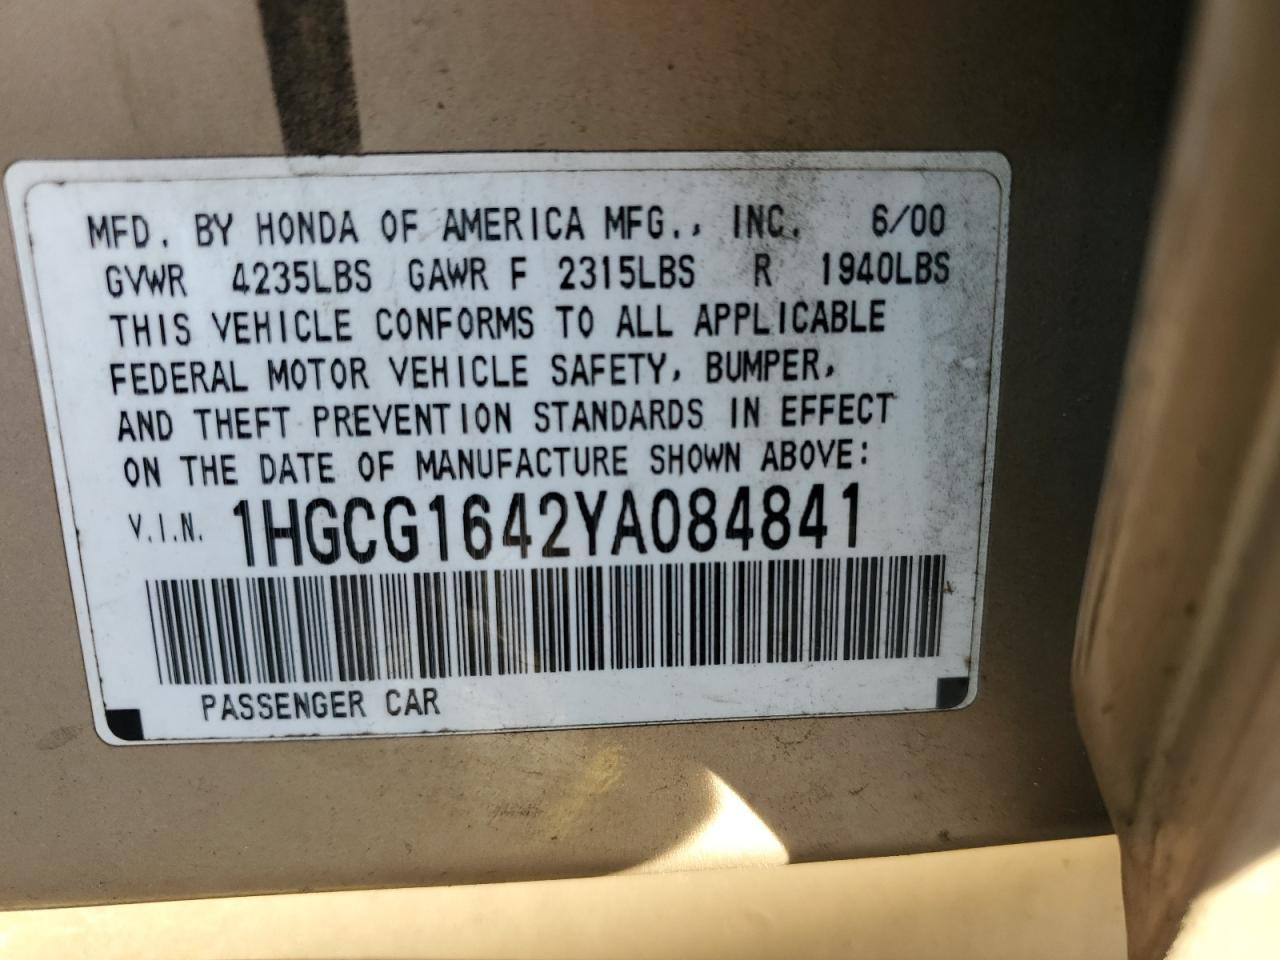 MFD. BY HONDA OF AMERICA MFG., INC. 6/00
GVWR 4235LBS GAWR F 2315LBS R 1940LBS
THIS VEHICLE CONFORMS TO ALL APPLICABLE
FEDERAL MOTOR VEHICLE SAFETY, BUMPER,
AND THEFT PREVENTION STANDARDS IN EFFECT
ON THE DATE OF MANUFACTURE SHOWN ABOVE:
V.I.N. 1HGCG1642YA084841
PASSENGER CAR